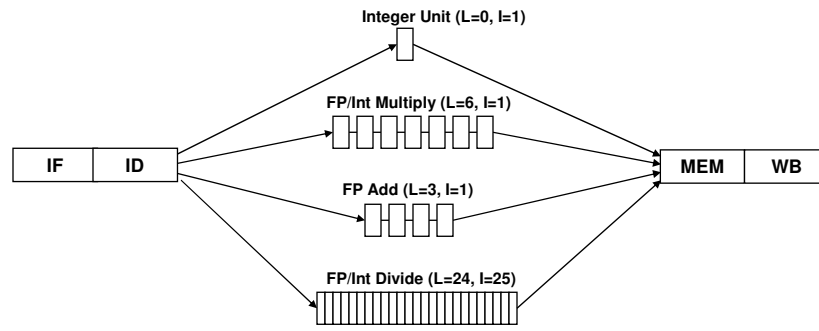 Integer Unit (L=0, I=1)
FP/Int Multiply (L=6, I=1)
IF ID MEM WB
FP Add (L=3, I=1)
FP/Int Divide (L=24, I=25)